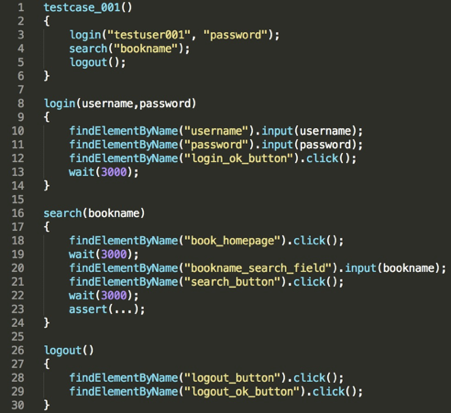 1 testcase_001()
2 {
3     login("testuser001", "password");
4     search("bookname");
5     logout();
6 }
7
8 login(username,password)
9 {
10     findElementByName("username").input(username);
11     findElementByName("password").input(password);
12     findElementByName("login_ok_button").click();
13     wait(3000);
14 }
15
16 search(bookname)
17 {
18     findElementByName("book_homepage").click();
19     wait(3000);
20     findElementByName("bookname_search_field").input(bookname);
21     findElementByName("search_button").click();
22     wait(3000);
23     assert(...);
24 }
25
26 logout()
27 {
28     findElementByName("logout_button").click();
29     findElementByName("logout_ok_button").click();
30 }